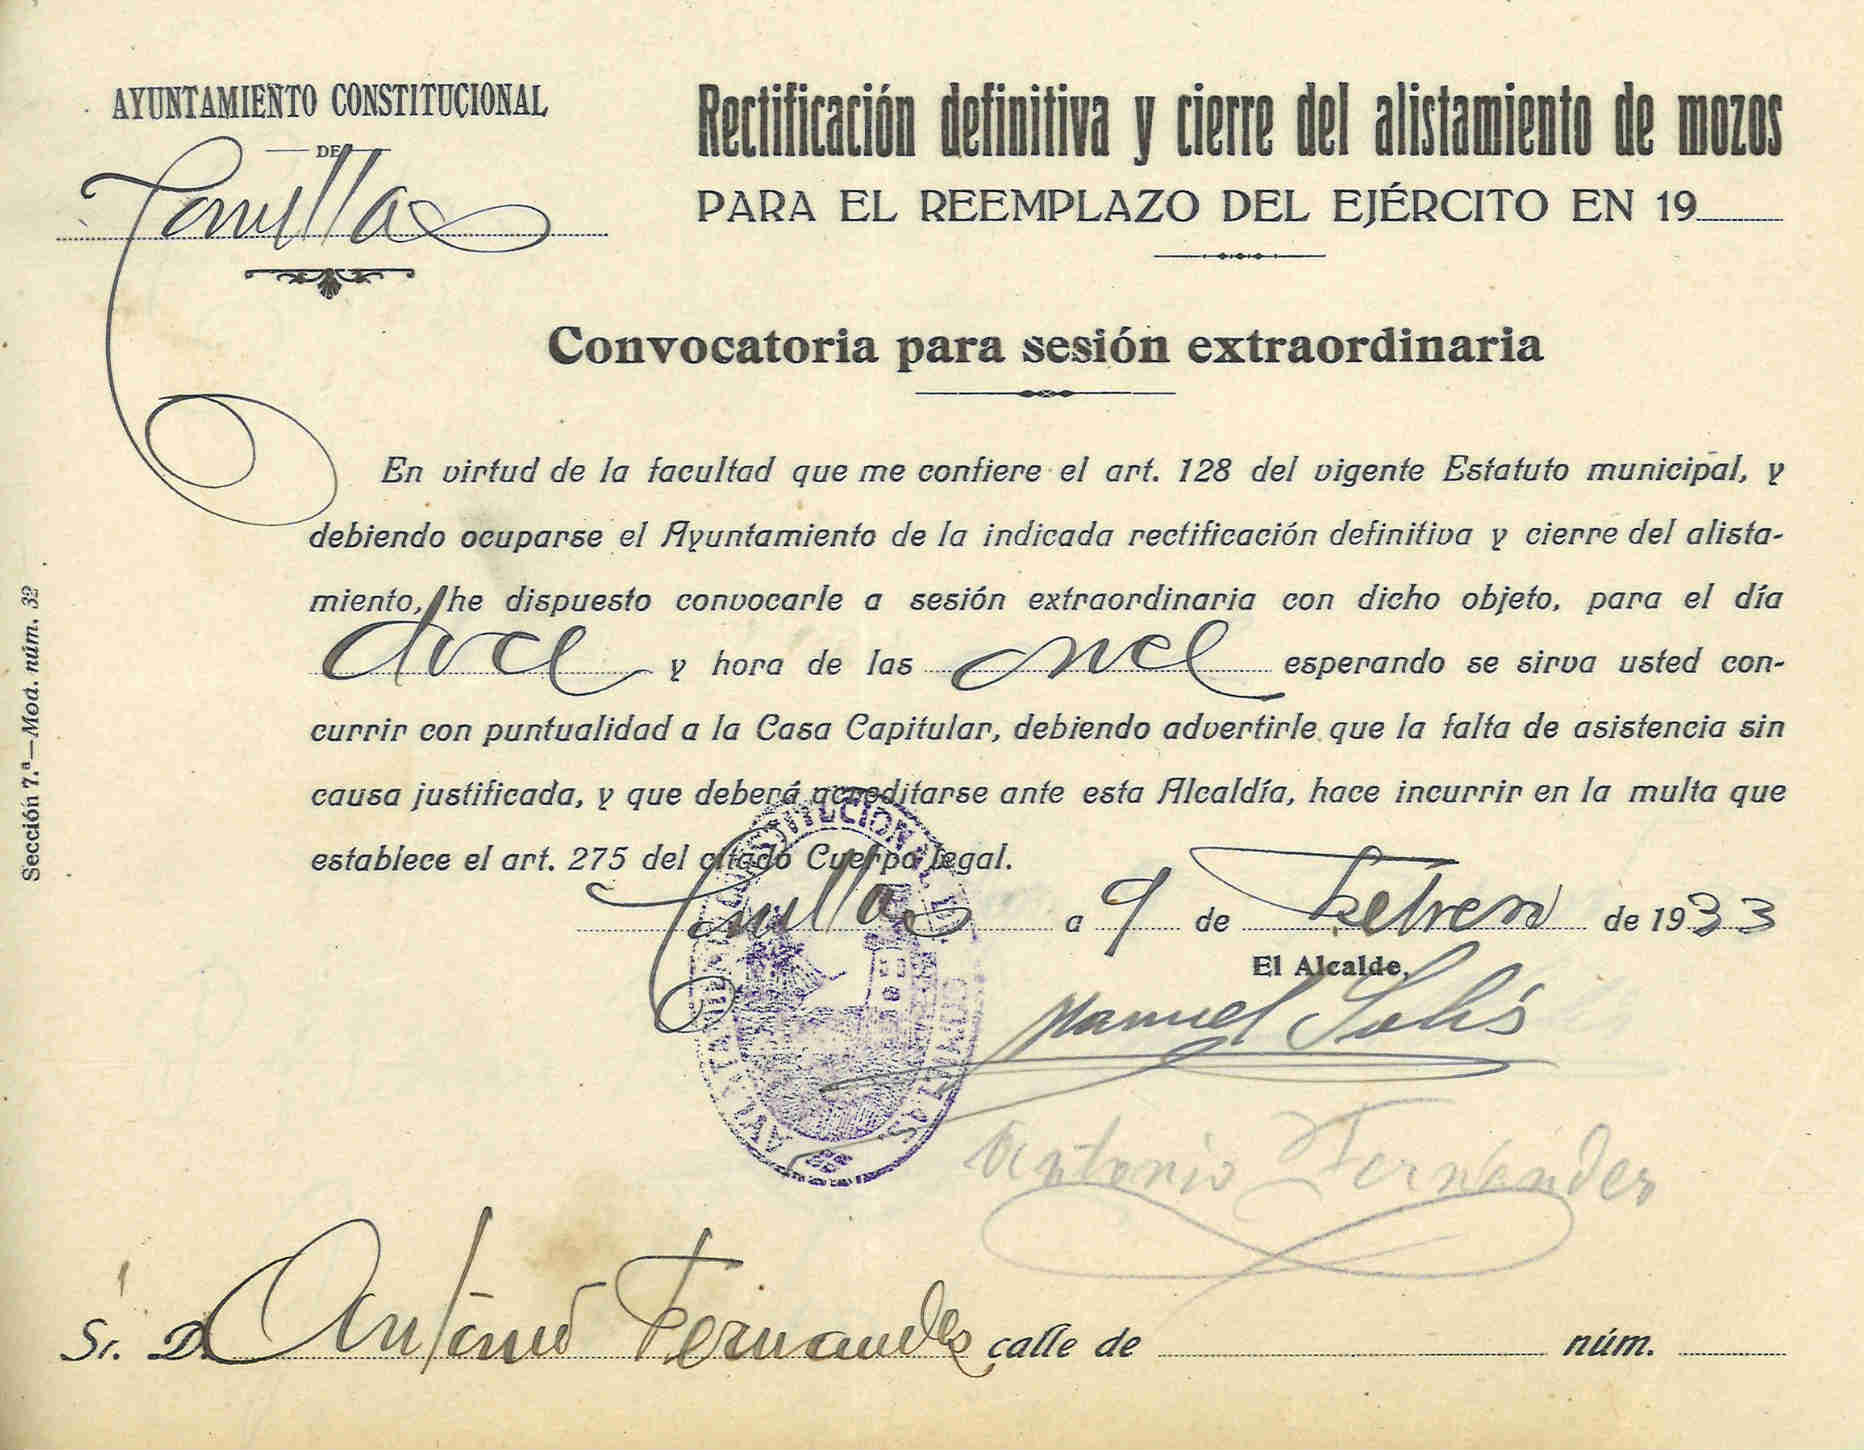 AYUNTAMIENTO CONSTITUCIONAL
DE
Tomellas
Rectificación definitiva y cierre del alistamiento de mozos
PARA EL REEMPLAZO DEL EJÉRCITO EN 19
Convocatoria para sesión extraordinaria
En virtud de la facultad que me confiere el art. 128 del vigente Estatuto municipal, y
debiendo ocuparse el Ayuntamiento de la indicada rectificación definitiva y cierre del alista-
miento, he dispuesto convocarle a sesión extraordinaria con dicho objeto, para el día
doce y hora de las once esperando se sirva usted con-
currir con puntualidad a la Casa Capitular, debiendo advertirle que la falta de asistencia sin
causa justificada, y que deberá acreditarse ante esta Alcaldía, hace incurrir en la multa que
establece el art. 275 del citado Cuerpo legal.
a 9 de Febrero de 1933
El Alcalde,
Manuel Solís
Antonio Fernández
Sr. D. Antonio Fernandez calle de núm.
Sección 7.ª—Mod. núm. 32